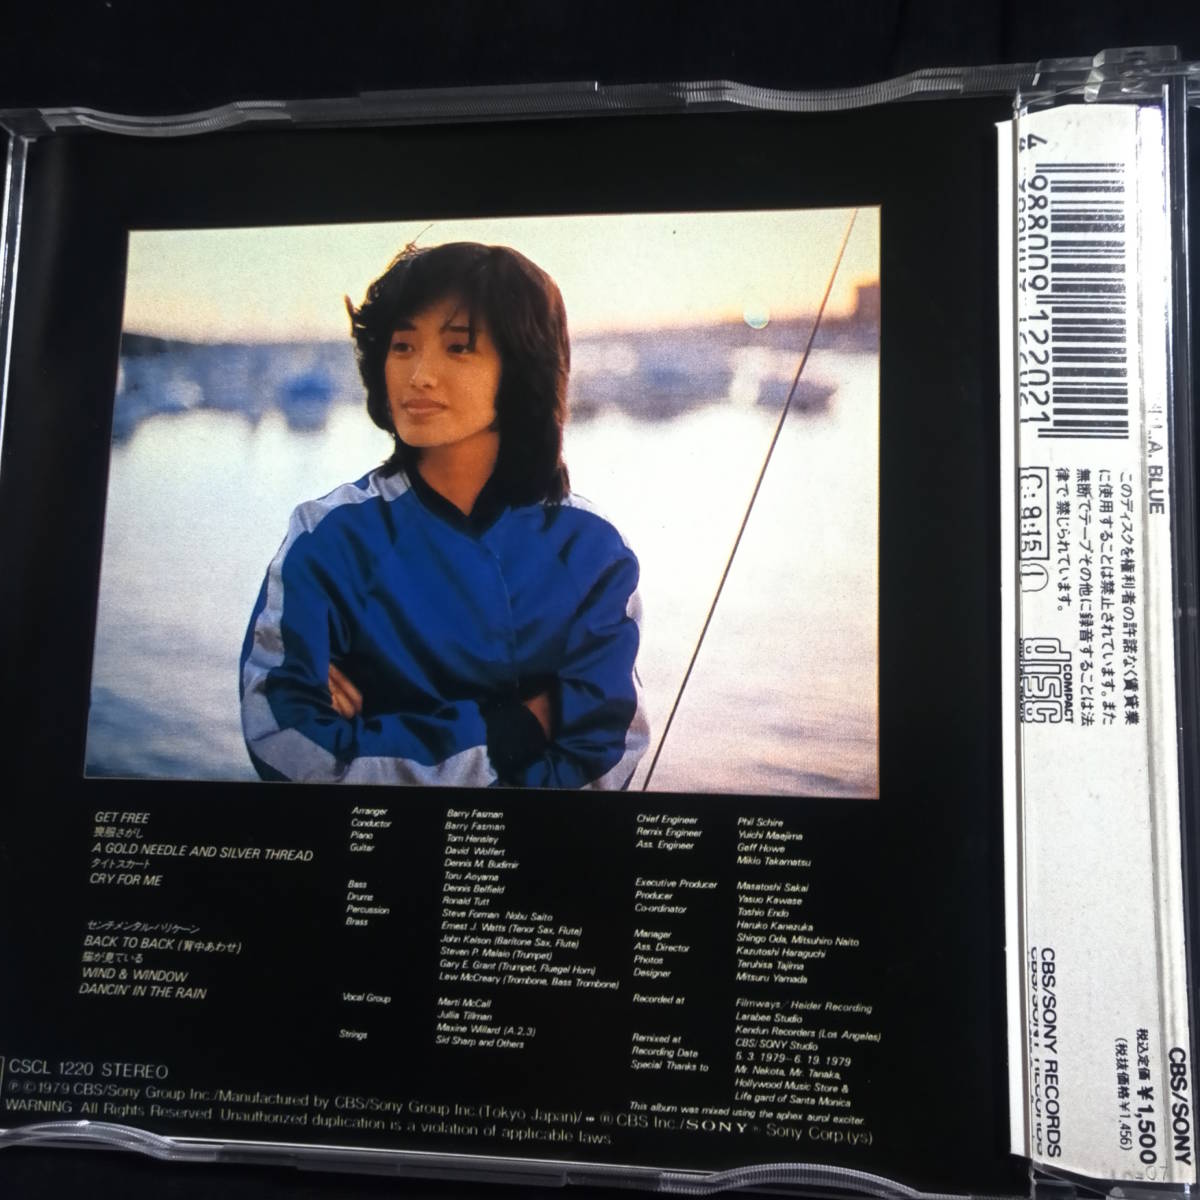 GET FREE
喪服さがし
A GOLD NEEDLE AND SILVER THREAD
タイトスカート
CRY FOR ME
センチメンタル・ハリケーン
BACK TO BACK (背中あわせ)
猫が見ている
WIND & WINDOW
DANCIN' IN THE RAIN
Arranger Barry Fasman
Conductor Barry Fasman
Piano Tom Hensley
Guitar David Wolfert
Dennis M. Budimir
Toru Aoyama
Bass Dennis Belfield
Drums Ronald Tutt
Percussion Steve Forman Nobu Saito
Brass Ernest J. Watts (Tenor Sax, Flute)
John Kelson (Baritone Sax, Flute)
Steven P. Malaio (Trumpet)
Gary E. Grant (Trumpet, Fluegel Horn)
Lew McCreary (Trombone, Bass Trombone)
Vocal Group Marti McCall
Jullia Tillman
Maxine Willard (A.2,3)
Strings Sid Sharp and Others
Chief Engineer Phil Schire
Remix Engineer Yuichi Maejima
Ass. Engineer Geff Howe
Mikio Takamatsu
Executive Producer Masatoshi Sakai
Producer Yasuo Kawase
Co-ordinator Toshio Endo
Haruko Kanezuka
Manager Shingo Oda, Mitsuhiro Naito
Ass. Director Kazutoshi Haraguchi
Photos Teruhisa Tajima
Designer Mitsuru Yamada
Recorded at Filmways / Heider Recording
Larabee Studio
Kendun Recorders (Los Angeles)
Remixed at CBS/SONY Studio
Recording Date 5. 3. 1979–6. 19. 1979
Special Thanks to Mr. Nekota, Mr. Tanaka,
Hollywood Music Store &
Life gard of Santa Monica
This album was mixed using the aphex aurol exciter.
CSCL 1220 STEREO
Ⓟ©1979 CBS/Sony Group Inc./Manufactured by CBS/Sony Group Inc.(Tokyo Japan)/ ® CBS Inc./SONY ® Sony Corp.(ys)
WARNING: All Rights Reserved. Unauthorized duplication is a violation of applicable laws.
4 988009 122021
L.A. BLUE
このディスクを権利者の許諾なく賃貸業
に使用することは禁止されています。また
無断でテープその他に録音することは法
律で禁じられています。
COMPACT
disc
CBS/SONY RECORDS
税込定価¥1,500
(税抜価格¥1,456)
CBS/SONY